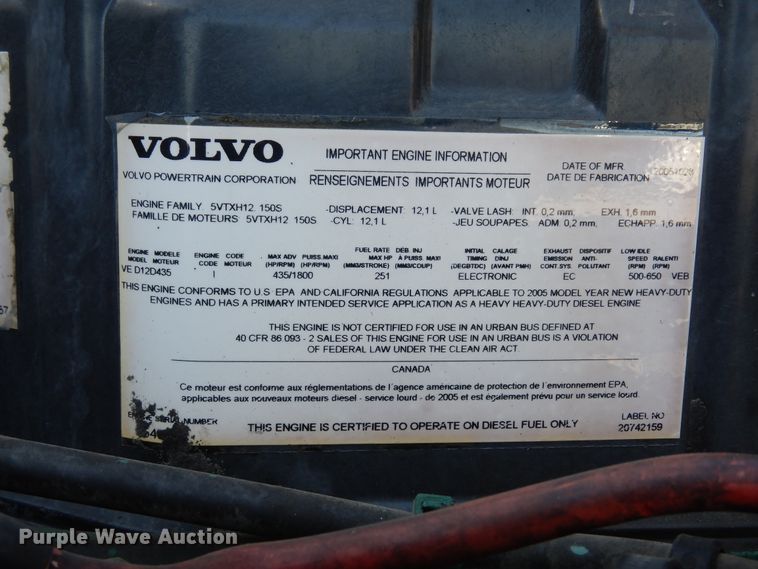 VOLVO
VOLVO POWERTRAIN CORPORATION
IMPORTANT ENGINE INFORMATION
RENSEIGNEMENTS IMPORTANTS MOTEUR
DATE OF MFR.
DATE DE FABRICATION
ENGINE FAMILY: 5VTXH12 150S -DISPLACEMENT: 12,1 L -VALVE LASH: INT. 0,2 mm; EXH: 1,6 mm
FAMILLE DE MOTEURS: 5VTXH12 150S -CYL: 12,1 L -JEU SOUPAPES: ADM: 0,2 mm; ECHAPP: 1,6 mm
ENGINE MODELE ENGINE CODE MAX ADV PUISS.MAXI FUEL RATE DÉB. INJ INITIAL CALAGE EXHAUST DISPOSITIF LOW IDLE
MODEL MOTEUR CODE MOTEUR (HP/RPM) (HP/RPM) MAX HP À PUISS. MAXI TIMING DINJ EMISSION ANTI- SPEED RALENTI
(MM3/STROKE) (MM3/COUP) (DEGBTDC) (AVANT PMH) CONT.SYS. POLUTANT (RPM) (RPM)
VE D12D435 I 435/1800 251 ELECTRONIC EC 500-650 VEB
THIS ENGINE CONFORMS TO U.S EPA AND CALIFORNIA REGULATIONS APPLICABLE TO 2005 MODEL YEAR NEW HEAVY-DUTY
ENGINES AND HAS A PRIMARY INTENDED SERVICE APPLICATION AS A HEAVY HEAVY-DUTY DIESEL ENGINE
THIS ENGINE IS NOT CERTIFIED FOR USE IN AN URBAN BUS DEFINED AT
40 CFR 86 093 - 2 SALES OF THIS ENGINE FOR USE IN AN URBAN BUS IS A VIOLATION
OF FEDERAL LAW UNDER THE CLEAN AIR ACT.
CANADA
Ce moteur est conforme aux réglementations de l'agence américaine de protection de l'environnement EPA,
applicables aux nouveaux moteurs diesel - service lourd - de 2005 et est également prévu pour un service lourd.
SERIAL NUMBER
THIS ENGINE IS CERTIFIED TO OPERATE ON DIESEL FUEL ONLY
LABEL NO
20742159
Purple Wave Auction